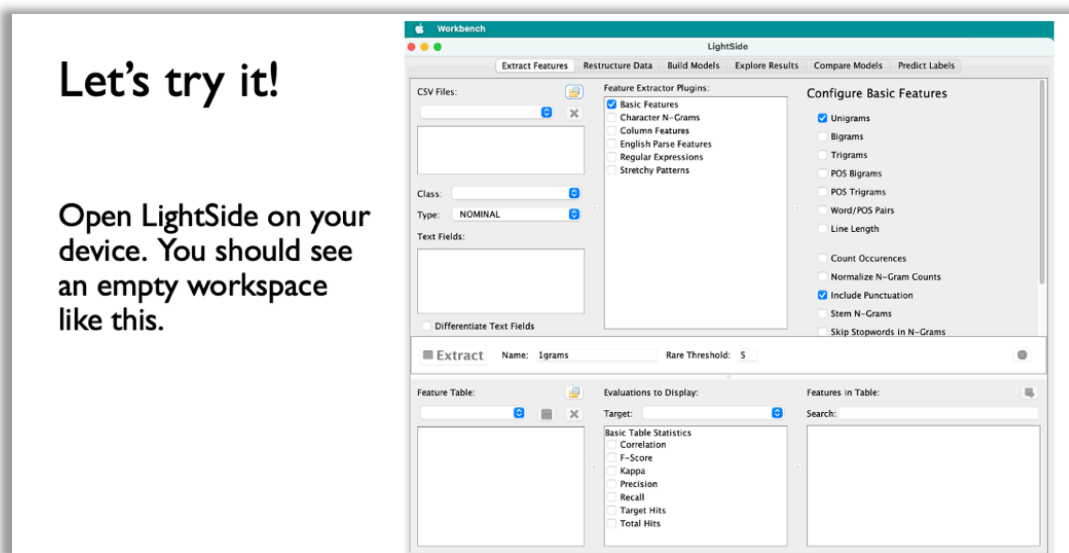 Let's try it!
Open LightSide on your
device. You should see
an empty workspace
like this.
Workbench
LightSide
Extract Features Restructure Data Build Models Explore Results Compare Models Predict Labels
CSV Files:
Class:
Type: NOMINAL
Text Fields:
Differentiate Text Fields
Feature Extractor Plugins:
Basic Features
Character N-Grams
Column Features
English Parse Features
Regular Expressions
Stretchy Patterns
Configure Basic Features
Unigrams
Bigrams
Trigrams
POS Bigrams
POS Trigrams
Word/POS Pairs
Line Length
Count Occurences
Normalize N-Gram Counts
Include Punctuation
Stem N-Grams
Skip Stopwords in N-Grams
Extract Name: 1grams Rare Threshold: 5
Feature Table:
Evaluations to Display:
Target:
Basic Table Statistics
Correlation
F-Score
Kappa
Precision
Recall
Target Hits
Total Hits
Features in Table:
Search: